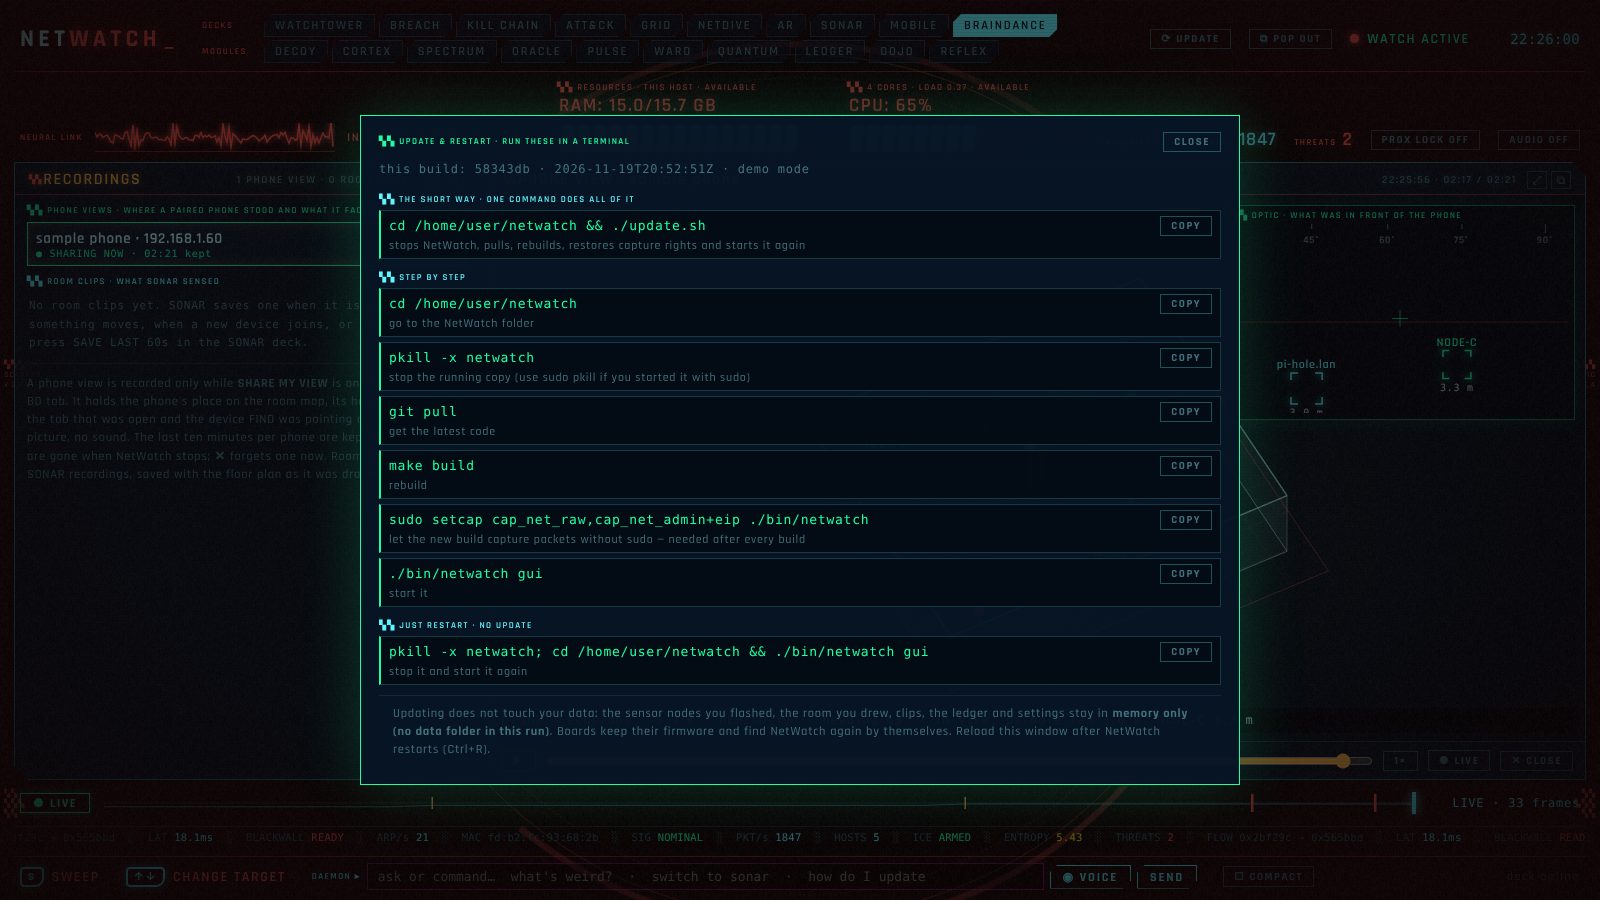 NETWATCH_
DECKS
WATCHTOWER
BREACH
KILL CHAIN
ATT&CK
GRID
NETDIVE
AR
SONAR
MOBILE
BRAINDANCE
MODULES
DECOY
CORTEX
SPECTRUM
ORACLE
PULSE
WARD
QUANTUM
LEDGER
DOJO
REFLEX
⟳ UPDATE
⧉ POP OUT
WATCH ACTIVE
22:26:00
RESOURCES · THIS HOST · AVAILABLE
RAM: 15.0/15.7 GB
4 CORES · LOAD 0.37 · AVAILABLE
CPU: 65%
NEURAL LINK
1847
THREATS 2
PROX LOCK OFF
AUDIO OFF
UPDATE & RESTART · RUN THESE IN A TERMINAL
CLOSE
this build: 58343db · 2026-11-19T20:52:51Z · demo mode
THE SHORT WAY · ONE COMMAND DOES ALL OF IT
cd /home/user/netwatch && ./update.sh
COPY
stops NetWatch, pulls, rebuilds, restores capture rights and starts it again
STEP BY STEP
cd /home/user/netwatch
COPY
go to the NetWatch folder
pkill -x netwatch
COPY
stop the running copy (use sudo pkill if you started it with sudo)
git pull
COPY
get the latest code
make build
COPY
rebuild
sudo setcap cap_net_raw,cap_net_admin+eip ./bin/netwatch
COPY
let the new build capture packets without sudo — needed after every build
./bin/netwatch gui
COPY
start it
JUST RESTART · NO UPDATE
pkill -x netwatch; cd /home/user/netwatch && ./bin/netwatch gui
COPY
stop it and start it again
Updating does not touch your data: the sensor nodes you flashed, the room you drew, clips, the ledger and settings stay in memory only
(no data folder in this run). Boards keep their firmware and find NetWatch again by themselves. Reload this window after NetWatch
restarts (Ctrl+R).
RECORDINGS
1 PHONE VIEW · 0 ROO
PHONE VIEWS · WHERE A PAIRED PHONE STOOD AND WHAT IT FAC
sample phone · 192.168.1.60
SHARING NOW · 02:21 kept
ROOM CLIPS · WHAT SONAR SENSED
No room clips yet. SONAR saves one when it is
something moves, when a new device joins, or
press SAVE LAST 60s in the SONAR deck.
A phone view is recorded only while SHARE MY VIEW is on
BD tab. It holds the phone's place on the room map, its h
the tab that was open and the device FIND was pointing
picture, no sound. The last ten minutes per phone are kep
are gone when NetWatch stops; ✕ forgets one now. Room
SONAR recordings, saved with the floor plan as it was dra
22:25:56 · 02:17 / 02:21
OPTIC · WHAT WAS IN FRONT OF THE PHONE
45°
60°
75°
90°
NODE-C
3.3 m
pi-hole.lan
m
1×
LIVE
✕ CLOSE
LIVE
LIVE · 33 frames
LAT 18.1ms
BLACKWALL READY
ARP/s 21
SIG NOMINAL
PKT/s 1847
HOSTS 5
ICE ARMED
ENTROPY 5.43
THREATS 2
FLOW 0x2bf29c → 0x565bbd
LAT 18.1ms
BLACKWALL READ
S SWEEP
↑↓ CHANGE TARGET
DAEMON ▸
ask or command… what's weird? · switch to sonar · how do I update
◉ VOICE
SEND
COMPACT